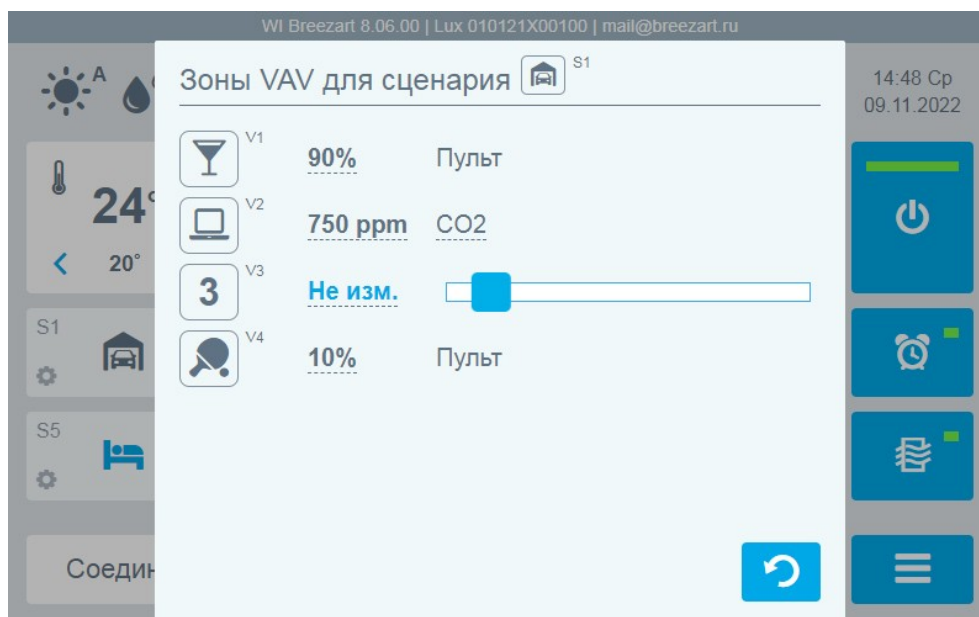 WI Breezart 8.06.00 | Lux 010121X00100 | mail@breezart.ru
A
14:48 Ср
09.11.2022
Зоны VAV для сценария S1
V1 90% Пульт
V2 750 ppm CO2
3 V3 Не изм.
V4 10% Пульт
24°
20°
S1
S5
Соедин